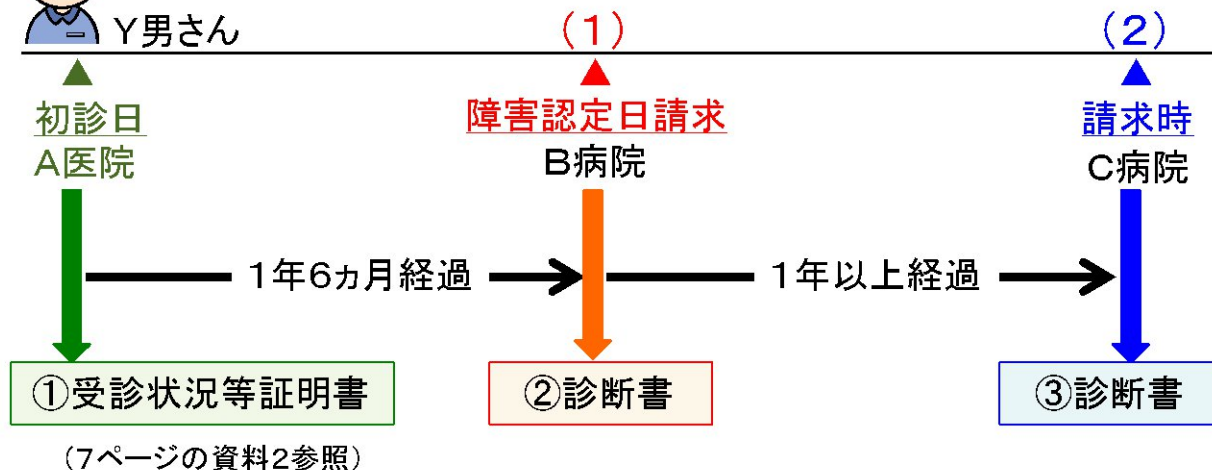 Y男さん
(1)
(2)
初診日
A医院
障害認定日請求
B病院
請求時
C病院
1年6ヵ月経過
1年以上経過
①受診状況等証明書
②診断書
③診断書
(7ページの資料2参照)